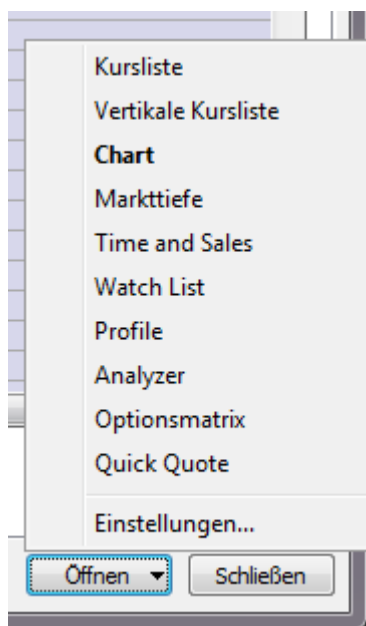 Kursliste
Vertikale Kursliste
Chart
Markttiefe
Time and Sales
Watch List
Profile
Analyzer
Optionsmatrix
Quick Quote
Einstellungen...
Öffnen
Schließen